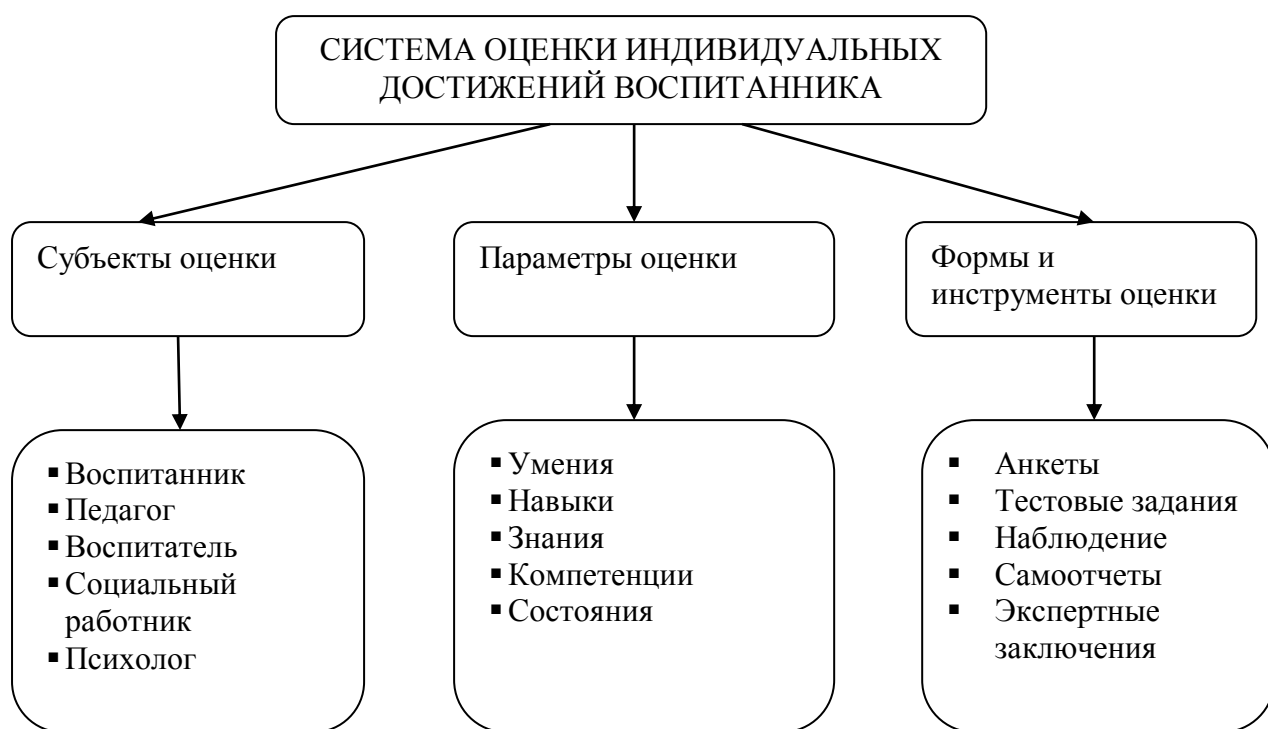 СИСТЕМА ОЦЕНКИ ИНДИВИДУАЛЬНЫХ
ДОСТИЖЕНИЙ ВОСПИТАННИКА
Субъекты оценки
Параметры оценки
Формы и
инструменты оценки
▪ Воспитанник
▪ Педагог
▪ Воспитатель
▪ Социальный
работник
▪ Психолог
▪ Умения
▪ Навыки
▪ Знания
▪ Компетенции
▪ Состояния
▪ Анкеты
▪ Тестовые задания
▪ Наблюдение
▪ Самоотчеты
▪ Экспертные
заключения